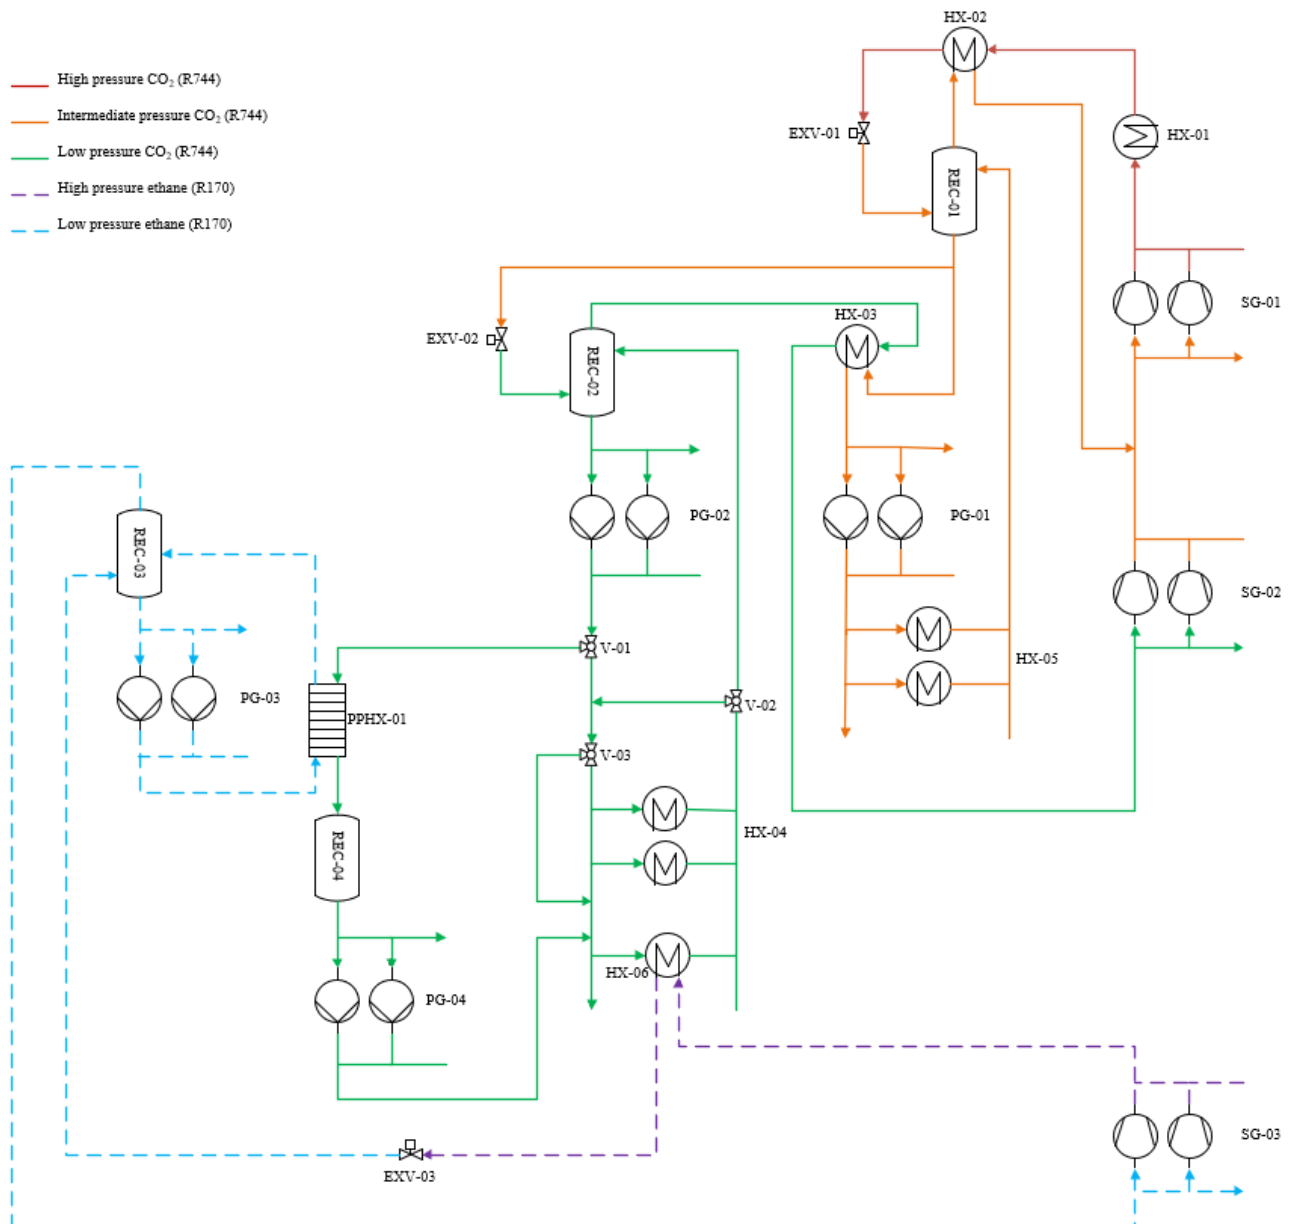 HX-02
High pressure CO₂ (R744)
Intermediate pressure CO₂ (R744)
EXV-01
HX-01
Low pressure CO₂ (R744)
REC-01
High pressure ethane (R170)
Low pressure ethane (R170)
SG-01
HX-03
EXV-02
REC-02
PG-02
PG-01
REC-03
SG-02
V-01
HX-05
PG-03
PPHX-01
V-02
V-03
HX-04
REC-04
HX-06
PG-04
SG-03
EXV-03